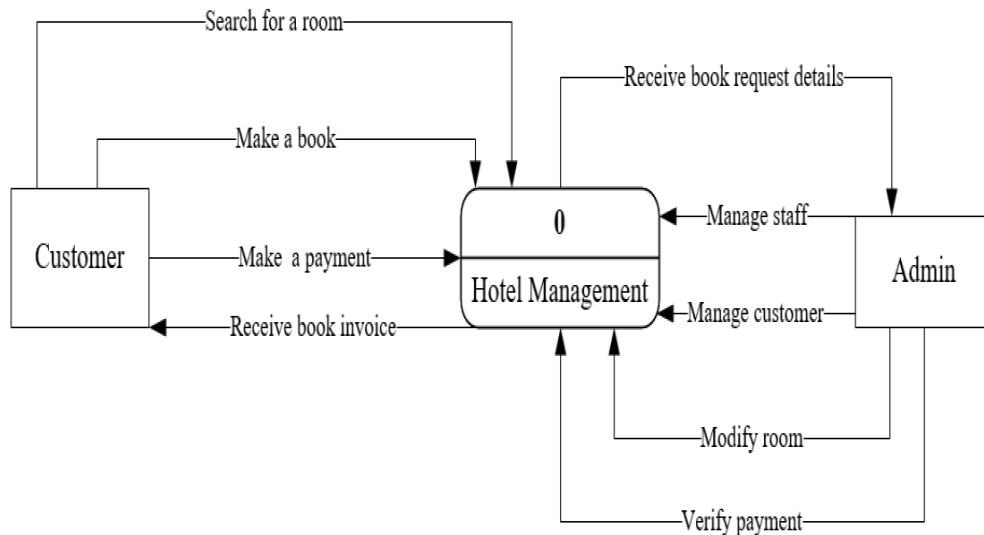 Search for a room
Receive book request details
Make a book
0
Manage staff
Customer
Make a payment
Hotel Management
Admin
Receive book invoice
Manage customer
Modify room
Verify payment